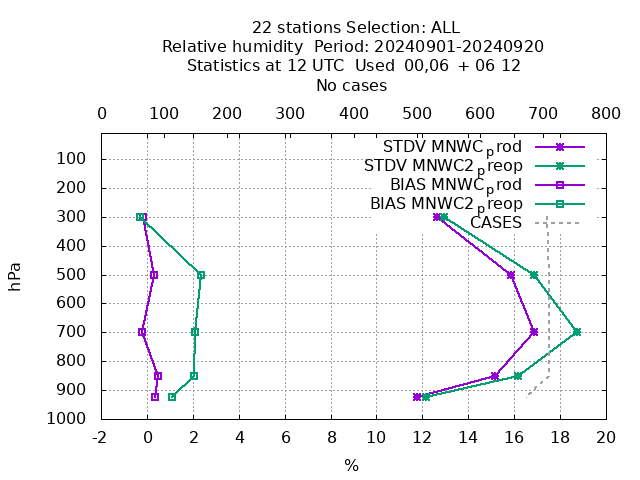 22 stations Selection: ALL
Relative humidity  Period: 20240901-20240920
Statistics at 12 UTC  Used  00,06  + 06 12
No cases
0 100 200 300 400 500 600 700 800
STDV MNWC_prod
STDV MNWC2_preop
BIAS MNWC_prod
BIAS MNWC2_preop
CASES
100
200
300
400
500
600
700
800
900
1000
hPa
-2 0 2 4 6 8 10 12 14 16 18 20
%